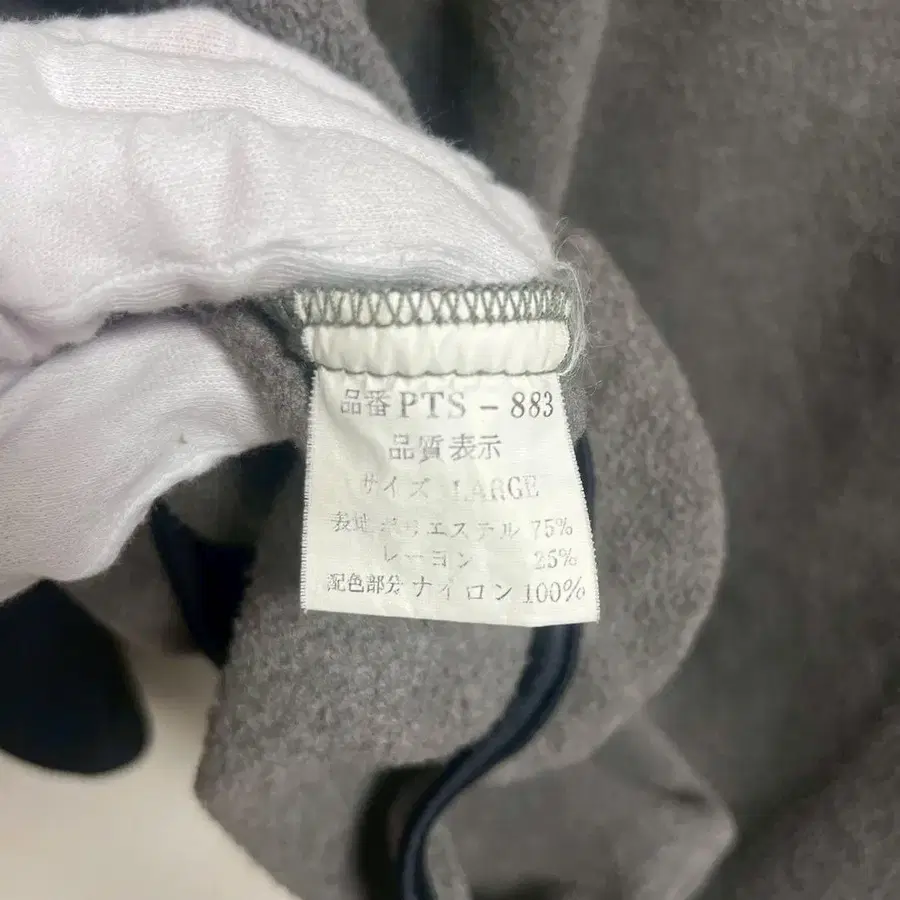 品番 PTS - 883
品質表示
サイズ LARGE
表地 ポリエステル 75%
レーヨン 25%
配色部分 ナイロン 100%